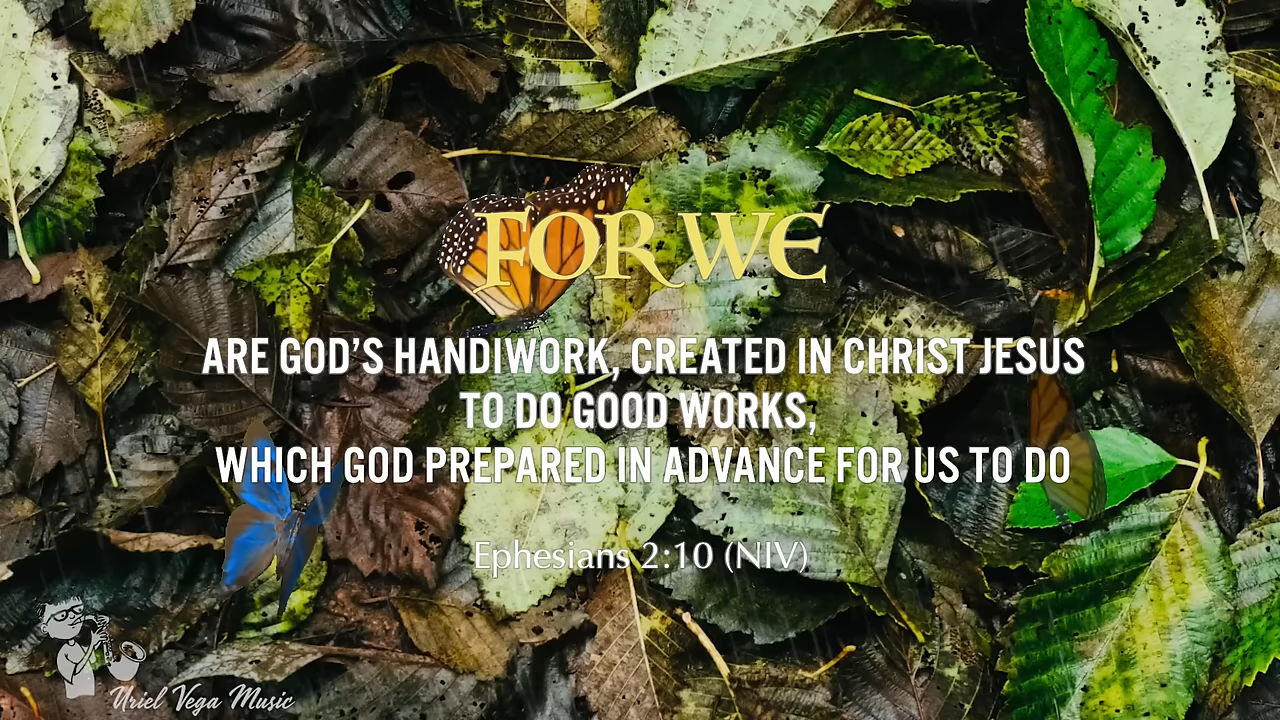 FOR WE
ARE GOD’S HANDIWORK, CREATED IN CHRIST JESUS
TO DO GOOD WORKS,
WHICH GOD PREPARED IN ADVANCE FOR US TO DO
Ephesians 2:10 (NIV)
Uriel Vega Music